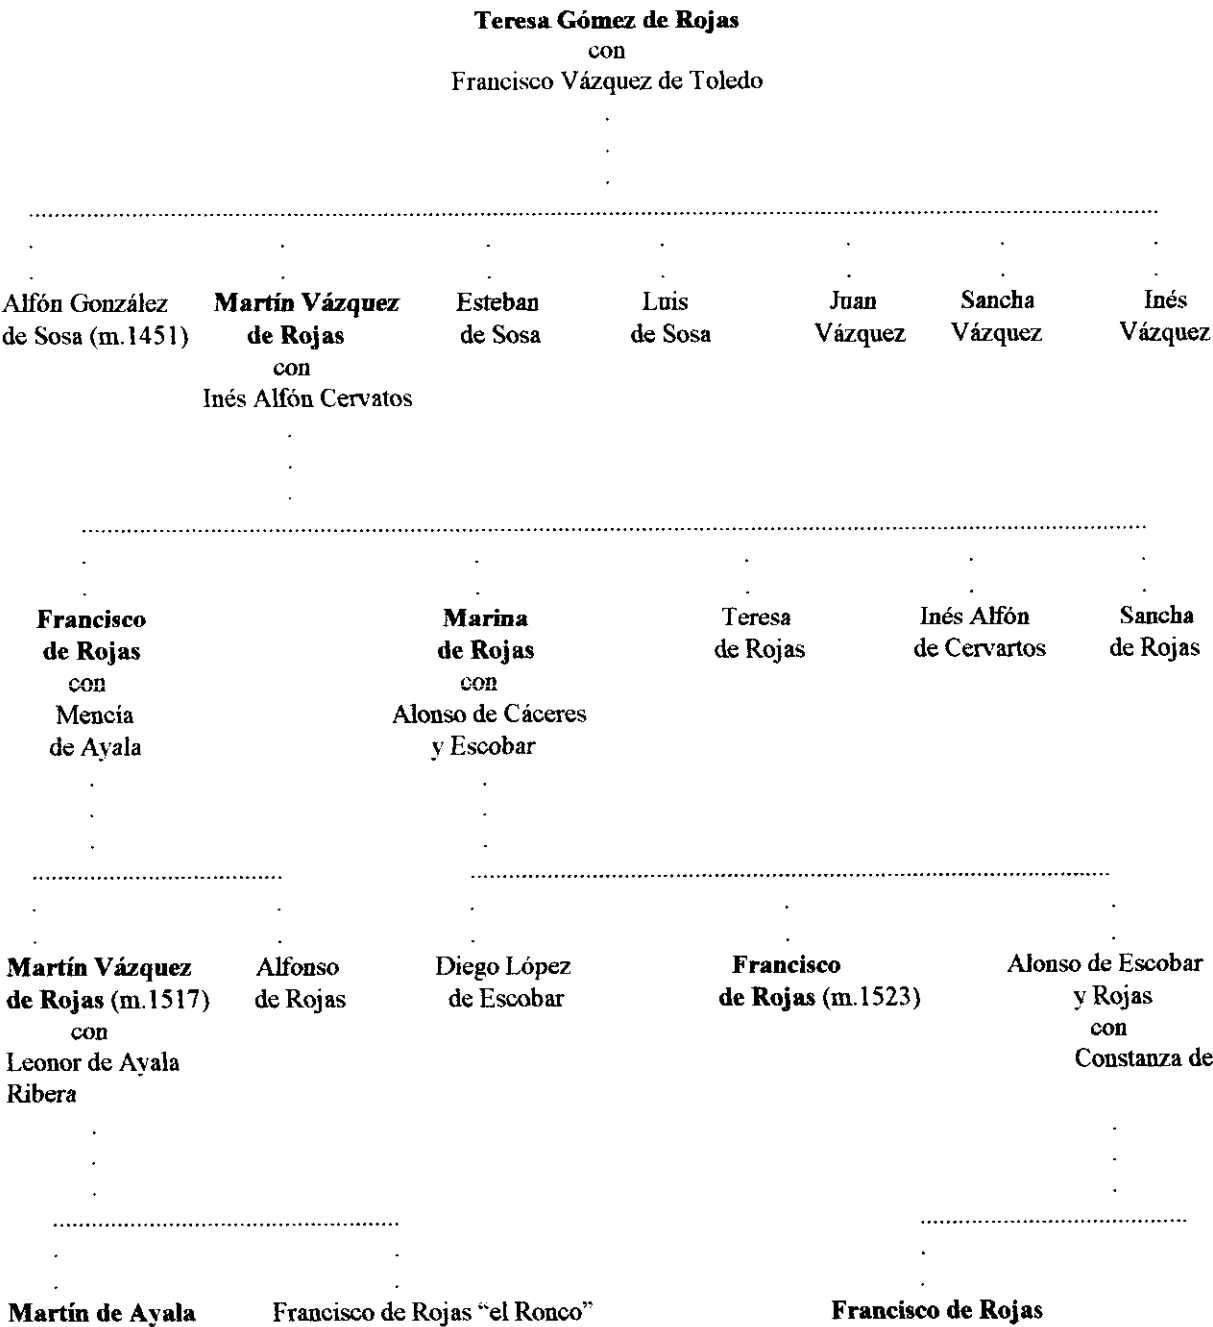 Teresa Gómez de Rojas
con
Francisco Vázquez de Toledo
Alfón González
de Sosa (m.1451)
Martín Vázquez
de Rojas
con
Inés Alfón Cervatos
Esteban
de Sosa
Luis
de Sosa
Juan
Vázquez
Sancha
Vázquez
Inés
Vázquez
Francisco
de Rojas
con
Mencía
de Ayala
Marina
de Rojas
con
Alonso de Cáceres
y Escobar
Teresa
de Rojas
Inés Alfón
de Cervartos
Sancha
de Rojas
Martín Vázquez
de Rojas (m.1517)
con
Leonor de Ayala
Ribera
Alfonso
de Rojas
Diego López
de Escobar
Francisco
de Rojas (m.1523)
Alonso de Escobar
y Rojas
con
Constanza de
Martín de Ayala
Francisco de Rojas “el Ronco”
Francisco de Rojas